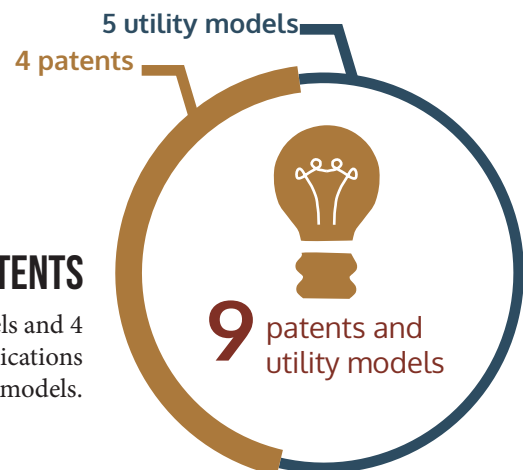 5 utility models
4 patents
TENTS
ls and 4
ications
models.
9 patents and
utility models